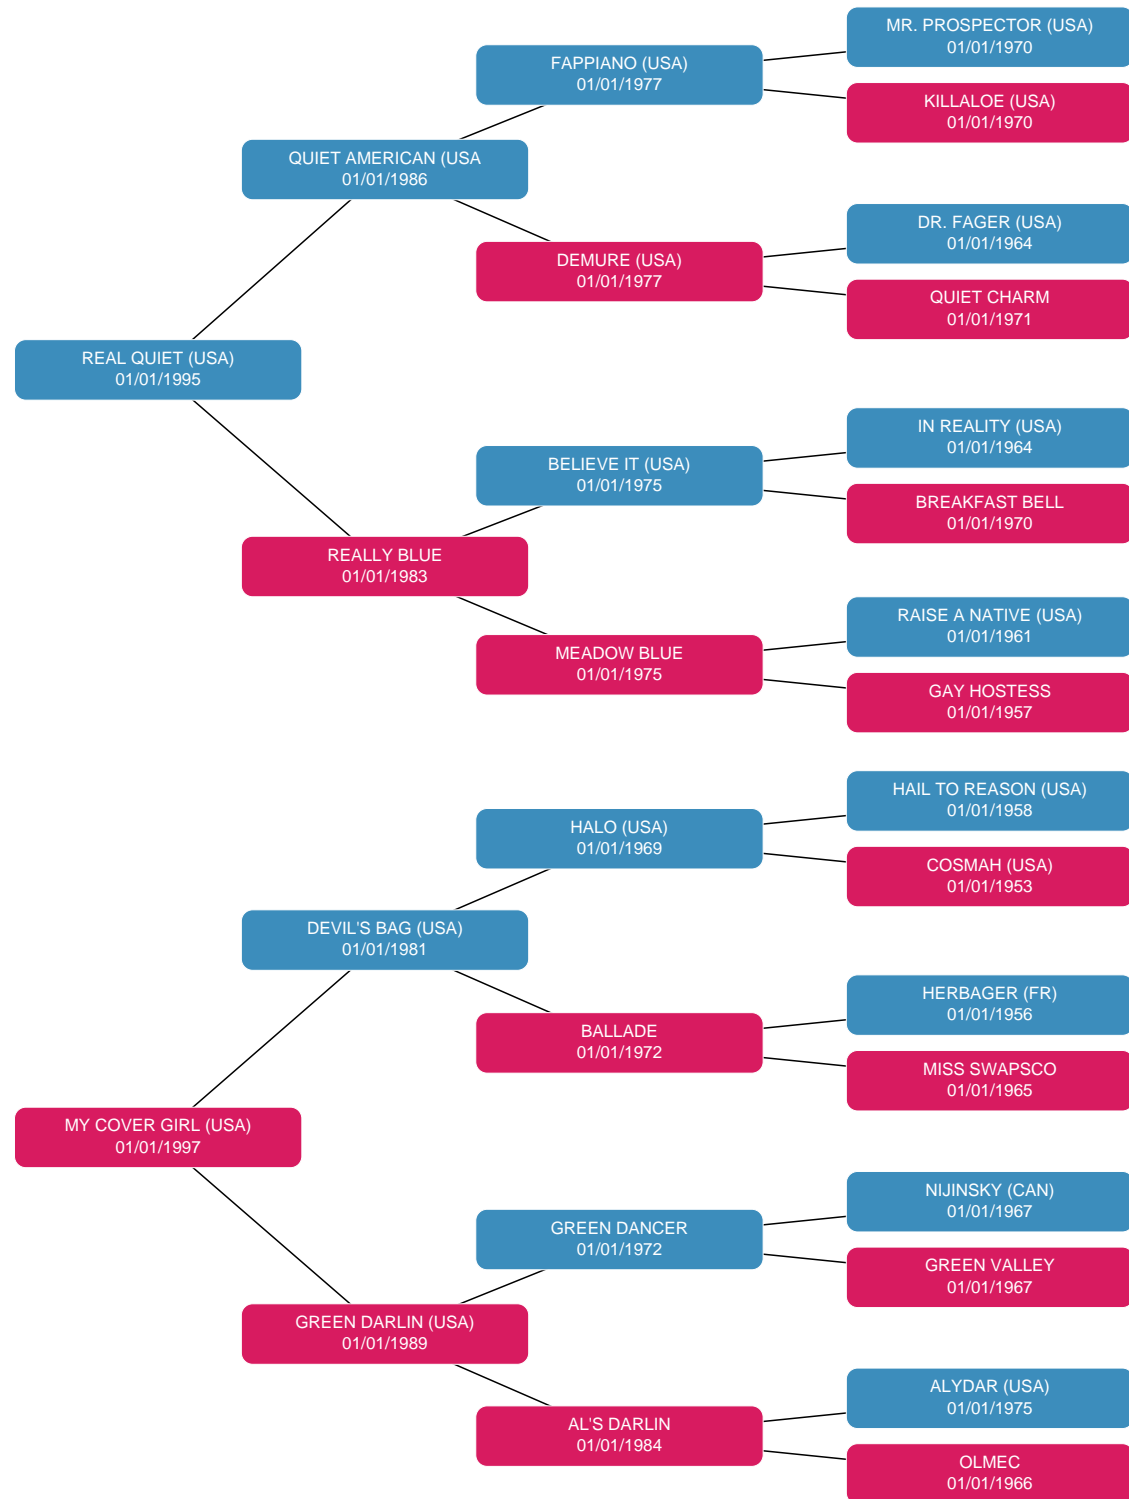 MR. PROSPECTOR (USA)
01/01/1970
FAPPIANO (USA)
01/01/1977
KILLALOE (USA)
01/01/1970
QUIET AMERICAN (USA
01/01/1986
DR. FAGER (USA)
01/01/1964
DEMURE (USA)
01/01/1977
QUIET CHARM
01/01/1971
REAL QUIET (USA)
01/01/1995
IN REALITY (USA)
01/01/1964
BELIEVE IT (USA)
01/01/1975
BREAKFAST BELL
01/01/1970
REALLY BLUE
01/01/1983
RAISE A NATIVE (USA)
01/01/1961
MEADOW BLUE
01/01/1975
GAY HOSTESS
01/01/1957
HAIL TO REASON (USA)
01/01/1958
HALO (USA)
01/01/1969
COSMAH (USA)
01/01/1953
DEVIL'S BAG (USA)
01/01/1981
HERBAGER (FR)
01/01/1956
BALLADE
01/01/1972
MISS SWAPSCO
01/01/1965
MY COVER GIRL (USA)
01/01/1997
NIJINSKY (CAN)
01/01/1967
GREEN DANCER
01/01/1972
GREEN VALLEY
01/01/1967
GREEN DARLIN (USA)
01/01/1989
ALYDAR (USA)
01/01/1975
AL'S DARLIN
01/01/1984
OLMEC
01/01/1966